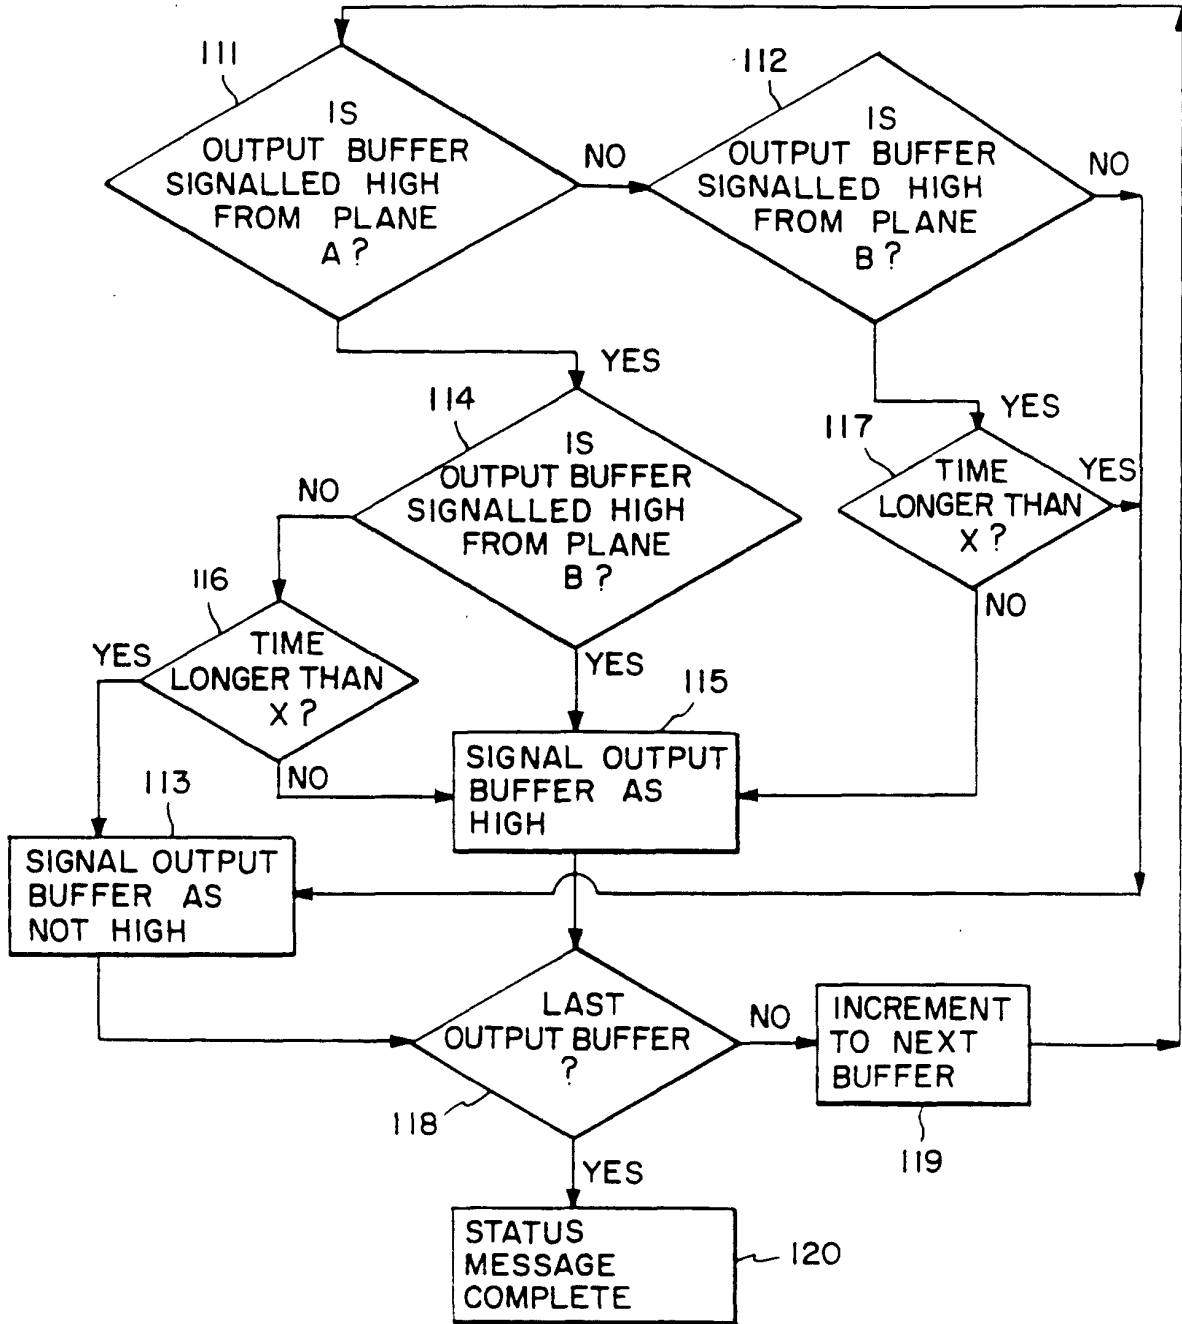 111
IS
OUTPUT BUFFER
SIGNALLED HIGH
FROM PLANE
A?
NO
112
IS
OUTPUT BUFFER
SIGNALLED HIGH
FROM PLANE
B?
NO
YES
114
IS
OUTPUT BUFFER
SIGNALLED HIGH
FROM PLANE
B?
NO
YES
117
TIME
LONGER THAN
X?
YES
NO
116
TIME
LONGER THAN
X?
YES
NO
YES
115
SIGNAL OUTPUT
BUFFER AS
HIGH
113
SIGNAL OUTPUT
BUFFER AS
NOT HIGH
LAST
OUTPUT BUFFER
?
118
NO
INCREMENT
TO NEXT
BUFFER
119
YES
STATUS
MESSAGE
COMPLETE
120